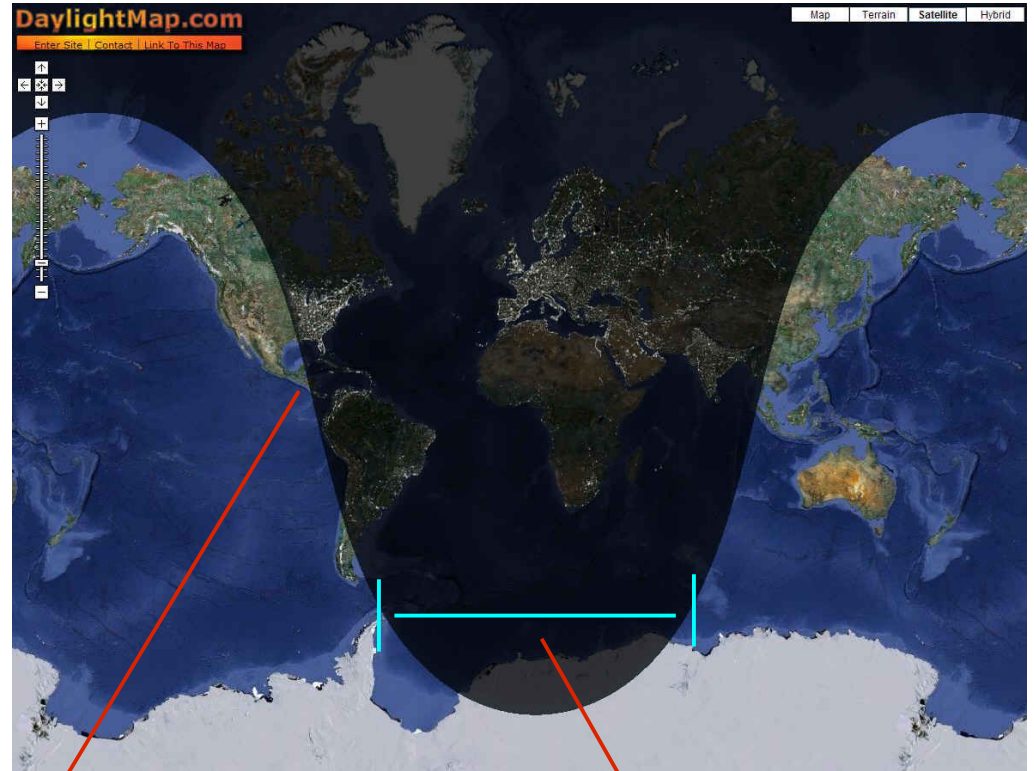 DaylightMap.com
Enter Site | Contact | Link To This Map
Map Terrain Satellite Hybrid